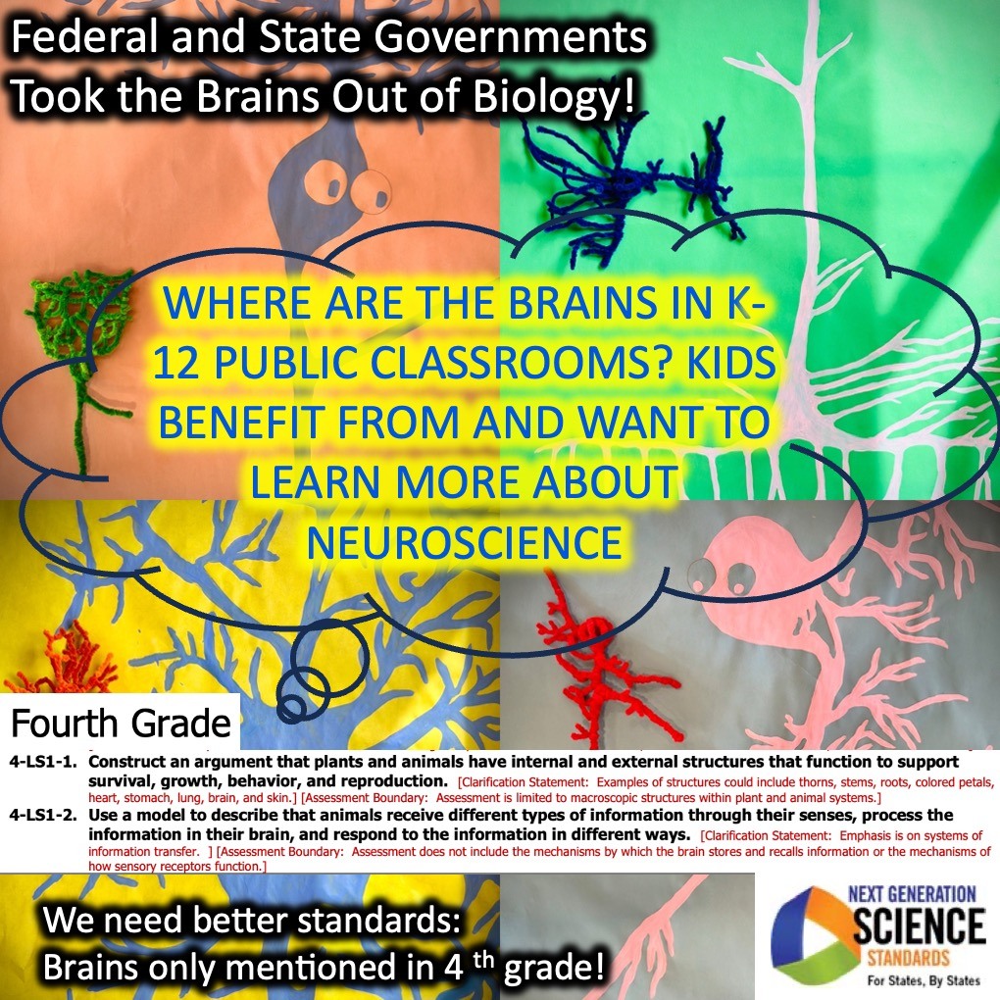 Federal and State Governments
Took the Brains Out of Biology!
WHERE ARE THE BRAINS IN K-
12 PUBLIC CLASSROOMS? KIDS
BENEFIT FROM AND WANT TO
LEARN MORE ABOUT
NEUROSCIENCE
Fourth Grade
4-LS1-1. Construct an argument that plants and animals have internal and external structures that function to support
survival, growth, behavior, and reproduction. [Clarification Statement: Examples of structures could include thorns, stems, roots, colored petals,
heart, stomach, lung, brain, and skin.] [Assessment Boundary: Assessment is limited to macroscopic structures within plant and animal systems.]
4-LS1-2. Use a model to describe that animals receive different types of information through their senses, process the
information in their brain, and respond to the information in different ways. [Clarification Statement: Emphasis is on systems of
information transfer. ] [Assessment Boundary: Assessment does not include the mechanisms by which the brain stores and recalls information or the mechanisms of
how sensory receptors function.]
We need better standards:
Brains only mentioned in 4 th grade!
NEXT GENERATION
SCIENCE
STANDARDS
For States, By States